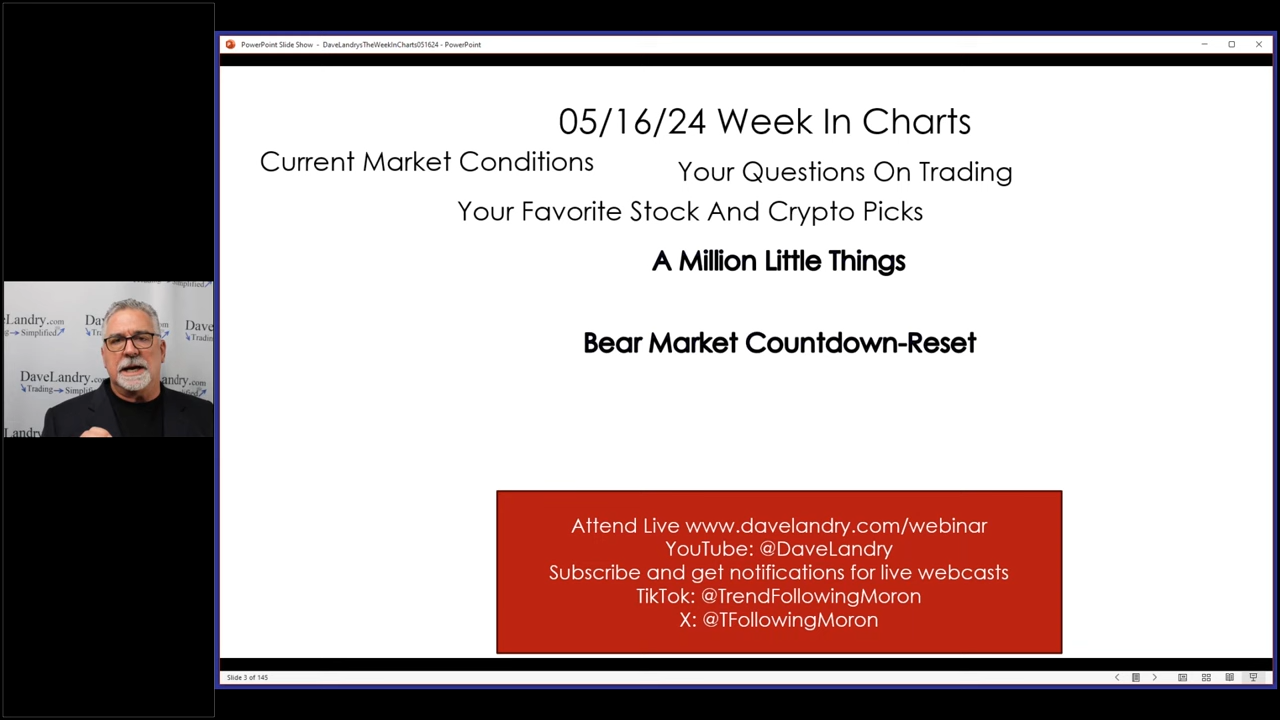 PowerPoint Slide Show - DaveLandrysTheWeekInCharts051624 - PowerPoint
05/16/24 Week In Charts
Current Market Conditions
Your Questions On Trading
Your Favorite Stock And Crypto Picks
A Million Little Things
Bear Market Countdown-Reset
Attend Live www.davelandry.com/webinar
YouTube: @DaveLandry
Subscribe and get notifications for live webcasts
TikTok: @TrendFollowingMoron
X: @TFollowingMoron
DaveLandry.com
Trading
Simplified
Slide 3 of 145